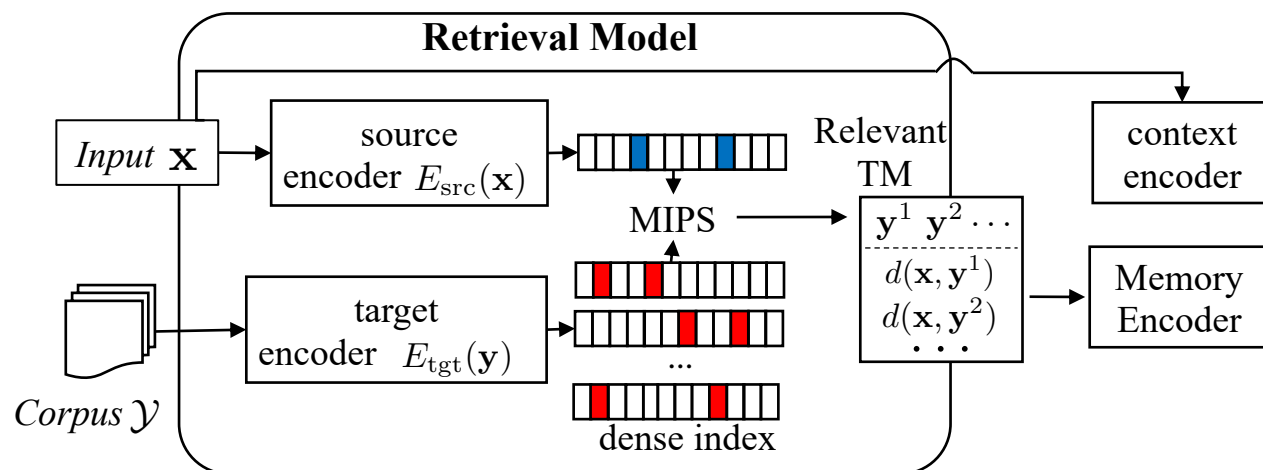 Retrieval Model
Input x
source
encoder E_src(x)
Relevant
TM
context
encoder
MIPS
y^1 y^2 ···
d(x, y^1)
d(x, y^2)
···
Memory
Encoder
target
encoder E_tgt(y)
...
Corpus 𝒴
dense index